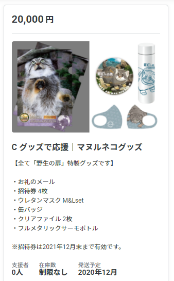 20,000 円
C グッズで応援｜マヌルネコグッズ
【全て「野生の扉」特製グッズです】
・お礼のメール
・招待券 4枚
・ウレタンマスク M&Lset
・缶バッジ
・クリアファイル 2枚
・フルメタリックサーモボトル
※招待券は2021年12月末まで有効です。
支援者 在庫数 発送予定
0人 制限なし 2020年12月